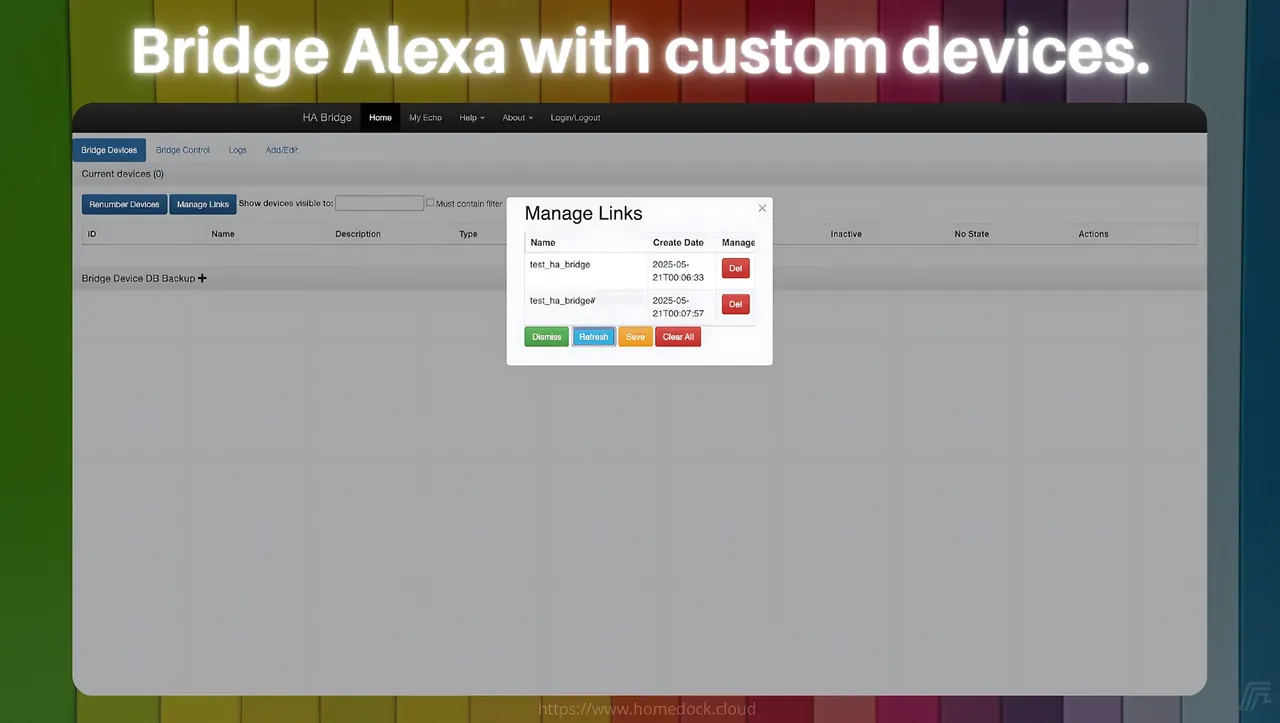 Bridge Alexa with custom devices.
HA Bridge Home My Echo Help About Login/Logout
Bridge Devices Bridge Control Logs Add/Edit
Current devices (0)
Renumber Devices Manage Links Show devices visible to: Must contain filter
ID Name Description Type Inactive No State Actions
Bridge Device DB Backup
Manage Links ×
Name Create Date Manage
test_ha_bridge 2025-05-
21T00:06:33 Del
test_ha_bridge# 2025-05-
21T00:07:57 Del
Dismiss Refresh Save Clear All
https://www.homedock.cloud